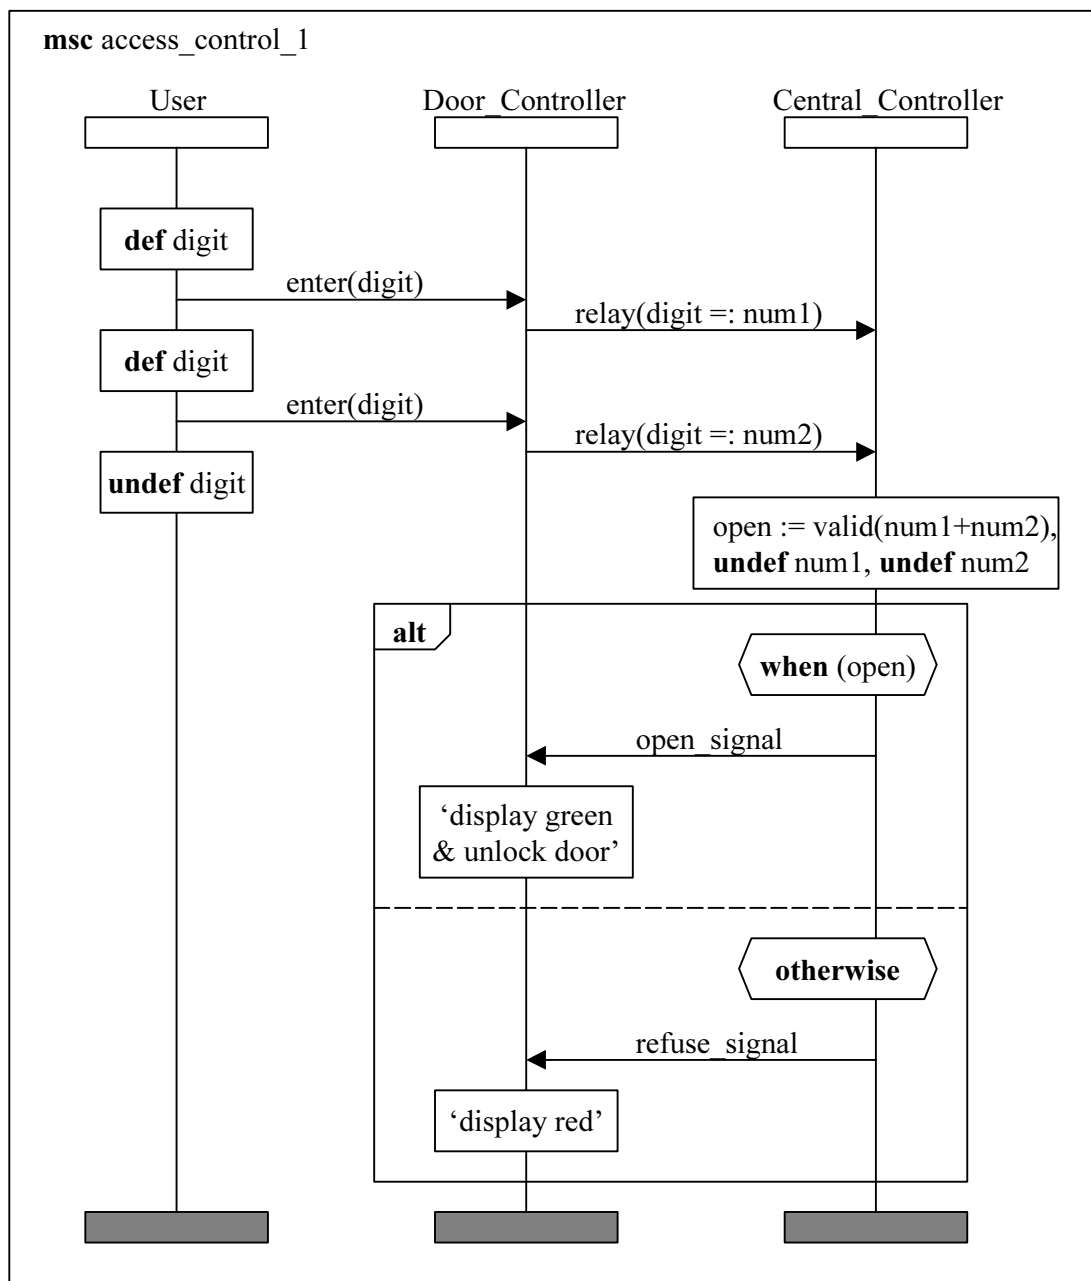 msc access_control_1
User
Door_Controller
Central_Controller
def digit
enter(digit)
relay(digit =: num1)
def digit
enter(digit)
relay(digit =: num2)
undef digit
open := valid(num1+num2),
undef num1, undef num2
alt
when (open)
open_signal
‘display green
& unlock door’
otherwise
refuse_signal
‘display red’